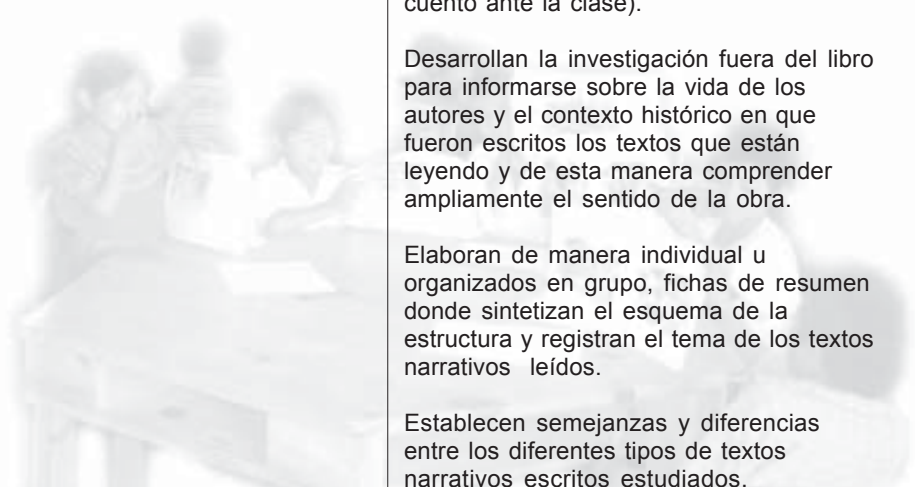 cuento ante la clase).
Desarrollan la investigación fuera del libro
para informarse sobre la vida de los
autores y el contexto histórico en que
fueron escritos los textos que están
leyendo y de esta manera comprender
ampliamente el sentido de la obra.
Elaboran de manera individual u
organizados en grupo, fichas de resumen
donde sintetizan el esquema de la
estructura y registran el tema de los textos
narrativos leídos.
Establecen semejanzas y diferencias
entre los diferentes tipos de textos
narrativos escritos estudiados.